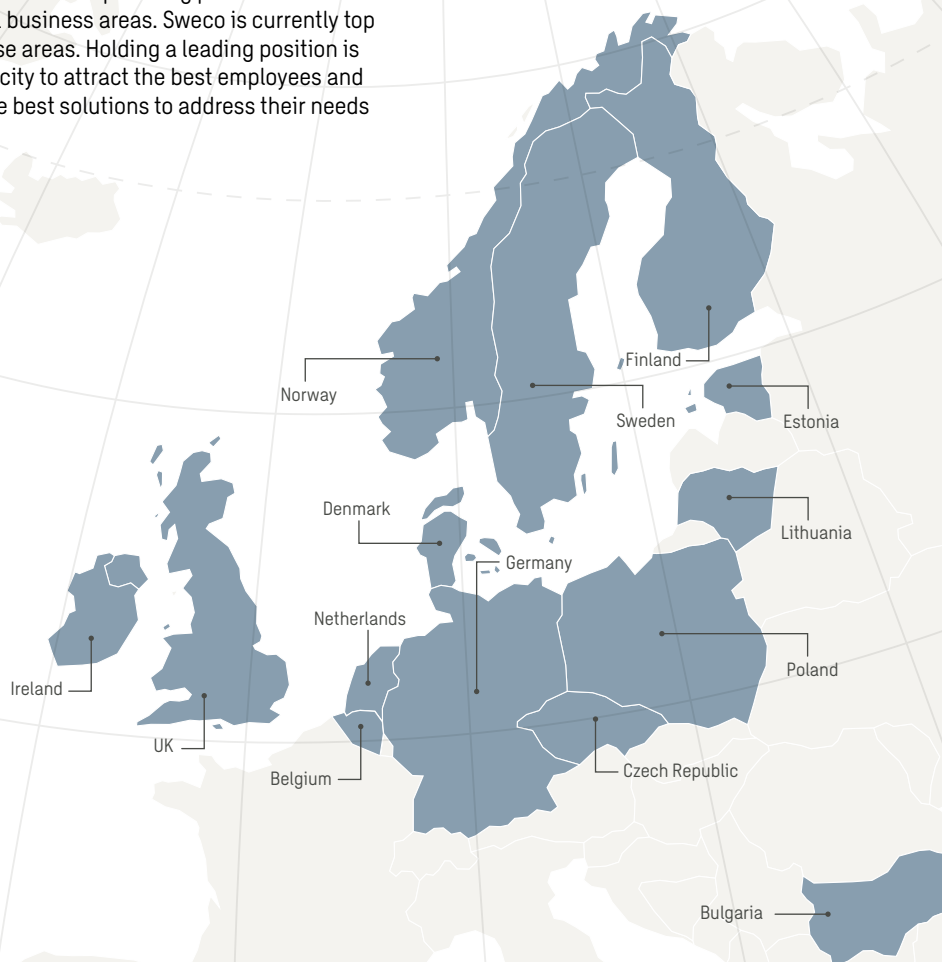 business areas. Sweco is currently top
se areas. Holding a leading position is
city to attract the best employees and
e best solutions to address their needs
Finland
Norway
Sweden
Estonia
Denmark
Lithuania
Germany
Netherlands
Poland
Ireland
UK
Belgium
Czech Republic
Bulgaria